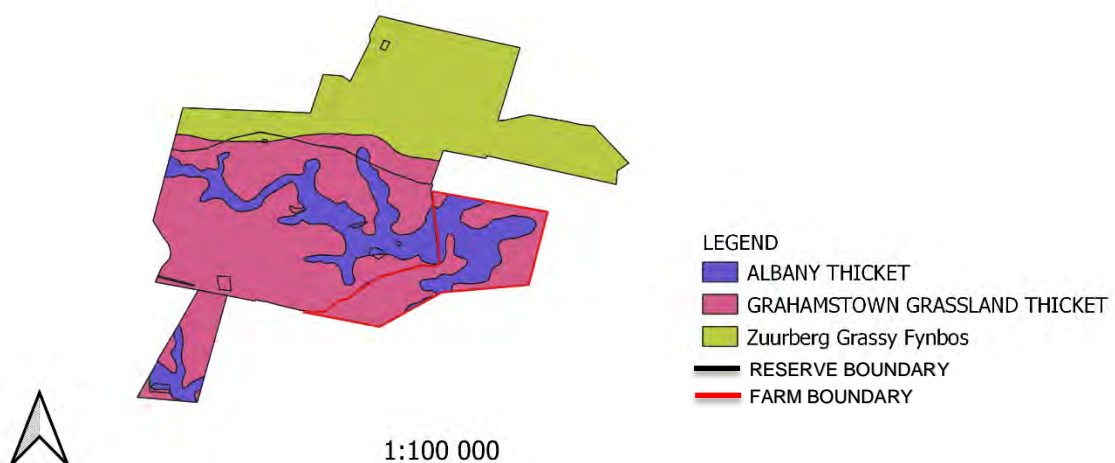 LEGEND
ALBANY THICKET
GRAHAMSTOWN GRASSLAND THICKET
Zuurberg Grassy Fynbos
RESERVE BOUNDARY
FARM BOUNDARY
1:100 000